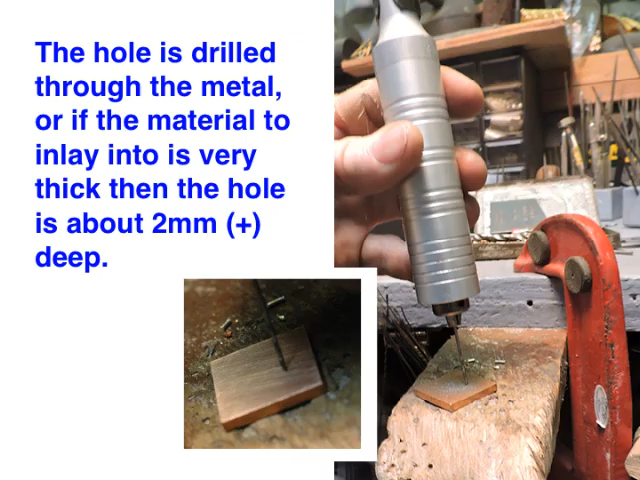 The hole is drilled
through the metal,
or if the material to
inlay into is very
thick then the hole
is about 2mm (+)
deep.